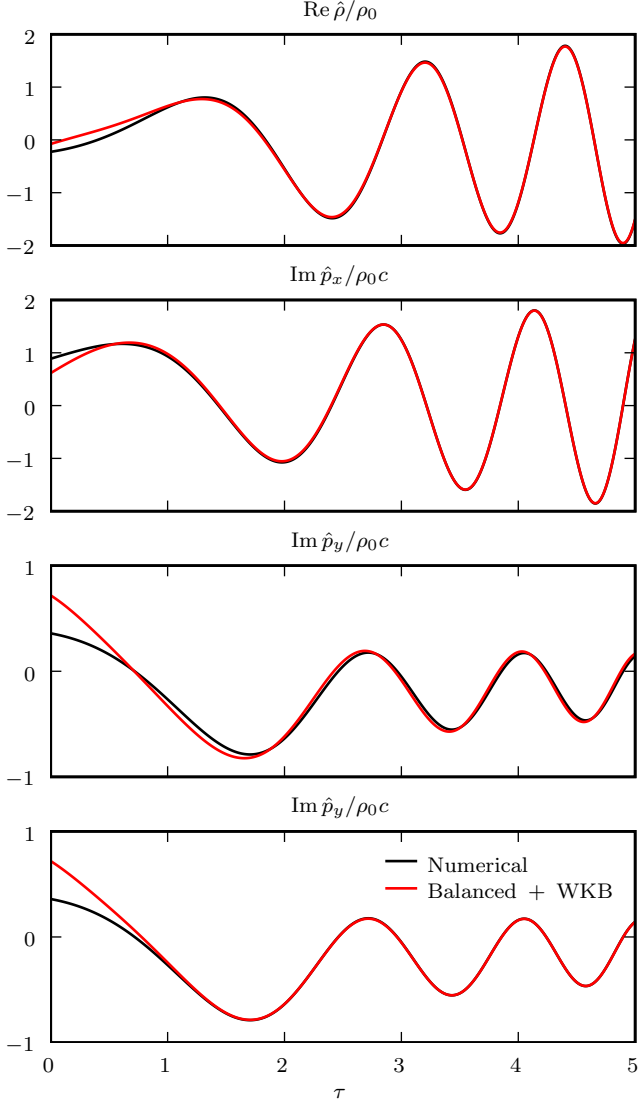 Re ρ̂/ρ₀
2
1
0
−1
−2
Im p̂ₓ/ρ₀c
2
1
0
−1
−2
Im p̂ᵧ/ρ₀c
1
0
−1
Im p̂ᵧ/ρ₀c
1
Numerical
Balanced + WKB
0
−1
0 1 2 3 4 5
τ